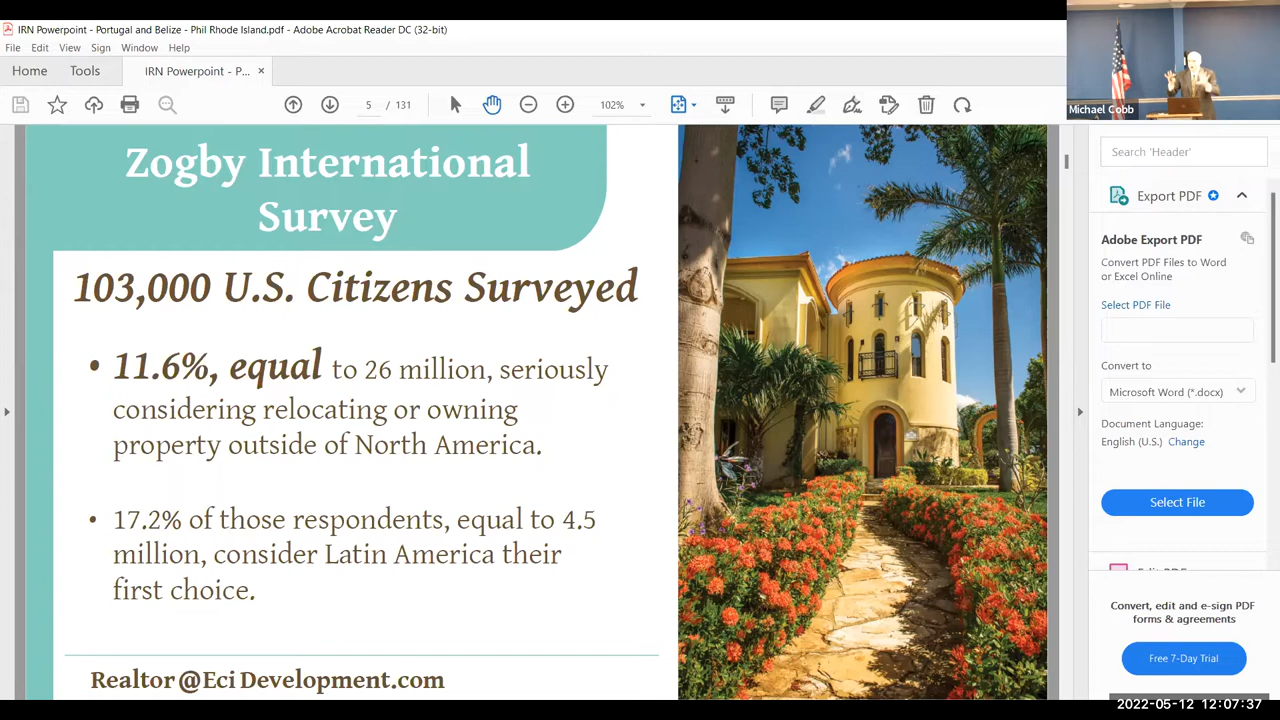 IRN Powerpoint - Portugal and Belize - Phil Rhode Island.pdf - Adobe Acrobat Reader DC (32-bit)
File Edit View Sign Window Help
Home Tools IRN Powerpoint - P... ×
5 / 131 102%
Michael Cobb
Zogby International
Survey
103,000 U.S. Citizens Surveyed
• 11.6%, equal to 26 million, seriously
considering relocating or owning
property outside of North America.
• 17.2% of those respondents, equal to 4.5
million, consider Latin America their
first choice.
Realtor@EciDevelopment.com
Search 'Header'
Export PDF
Adobe Export PDF
Convert PDF Files to Word
or Excel Online
Select PDF File
Convert to
Microsoft Word (*.docx)
Document Language:
English (U.S.) Change
Select File
Edit PDF
Convert, edit and e-sign PDF
forms & agreements
Free 7-Day Trial
2022-05-12 12:07:37